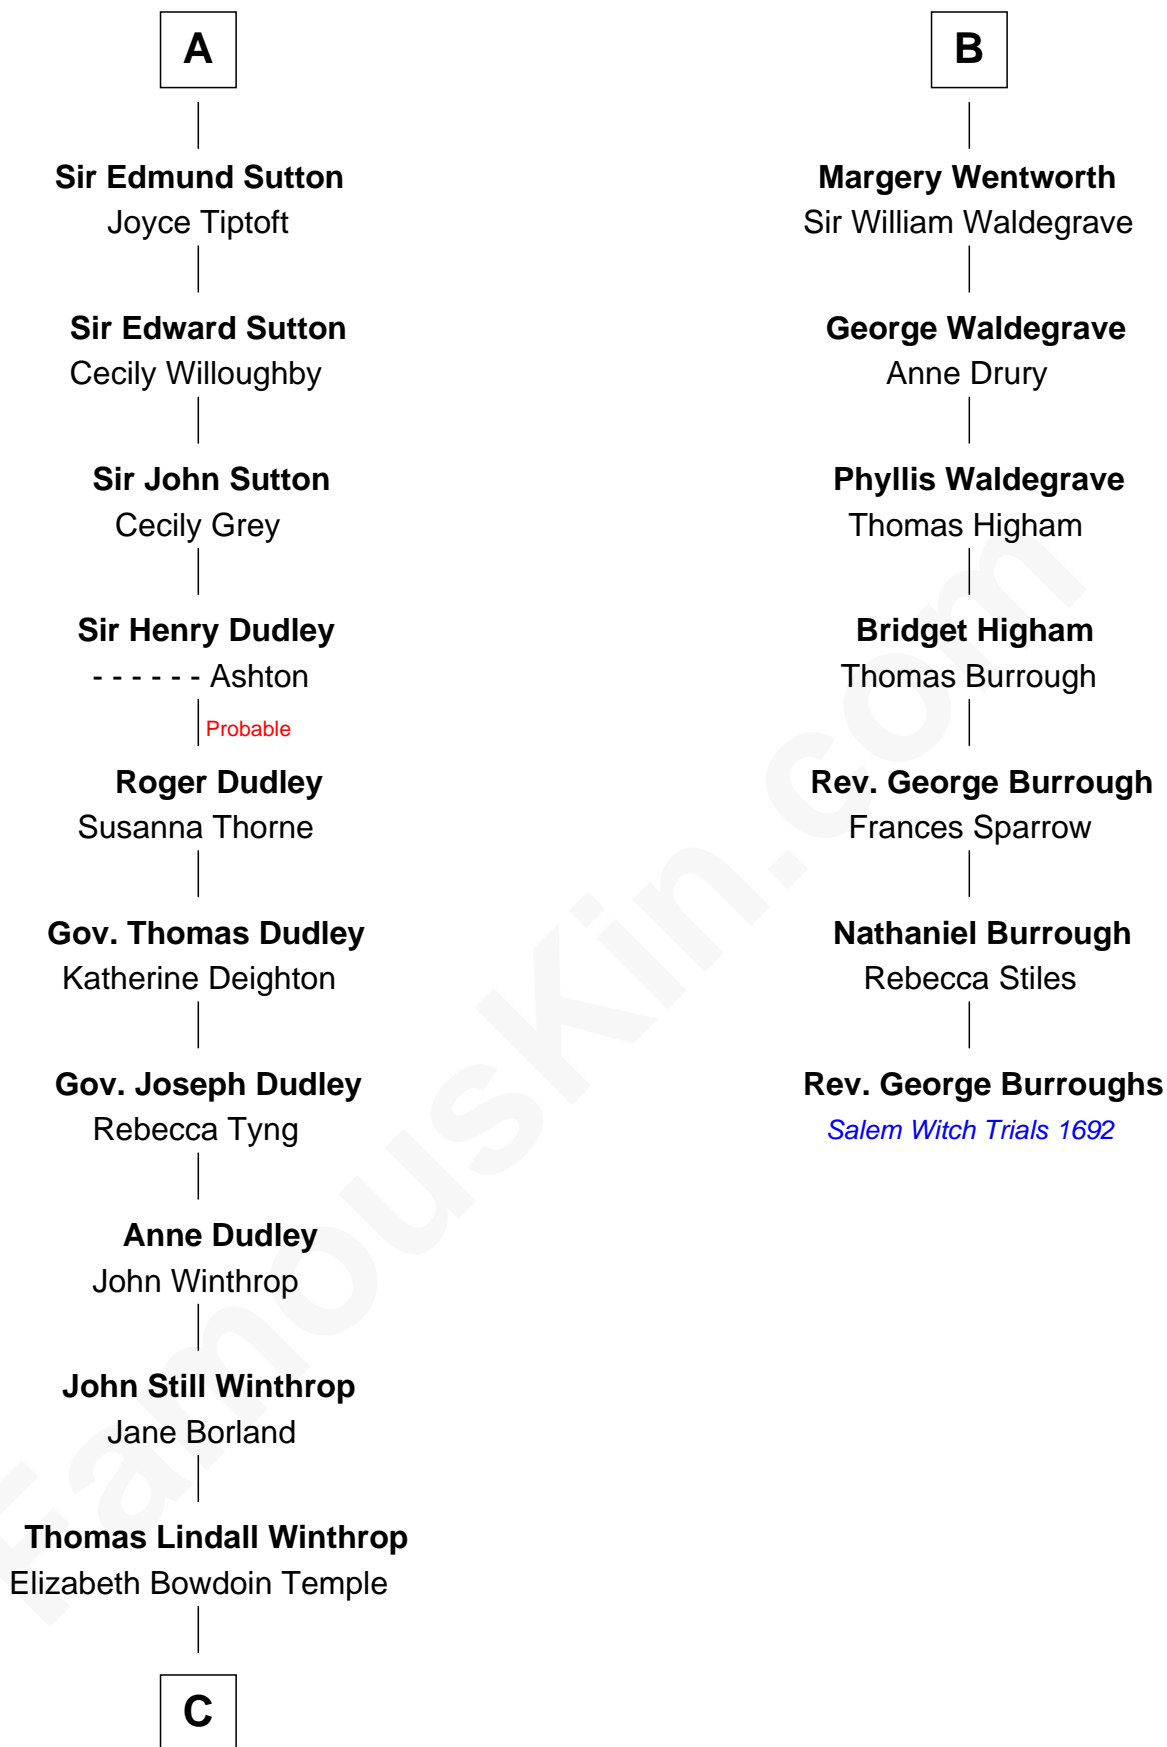 A
Sir Edmund Sutton
Joyce Tiptoft
Sir Edward Sutton
Cecily Willoughby
Sir John Sutton
Cecily Grey
Sir Henry Dudley
- - - - - - Ashton
Probable
Roger Dudley
Susanna Thorne
Gov. Thomas Dudley
Katherine Deighton
Gov. Joseph Dudley
Rebecca Tyng
Anne Dudley
John Winthrop
John Still Winthrop
Jane Borland
Thomas Lindall Winthrop
Elizabeth Bowdoin Temple
C
B
Margery Wentworth
Sir William Waldegrave
George Waldegrave
Anne Drury
Phyllis Waldegrave
Thomas Higham
Bridget Higham
Thomas Burrough
Rev. George Burrough
Frances Sparrow
Nathaniel Burrough
Rebecca Stiles
Rev. George Burroughs
Salem Witch Trials 1692
FamousKin.com